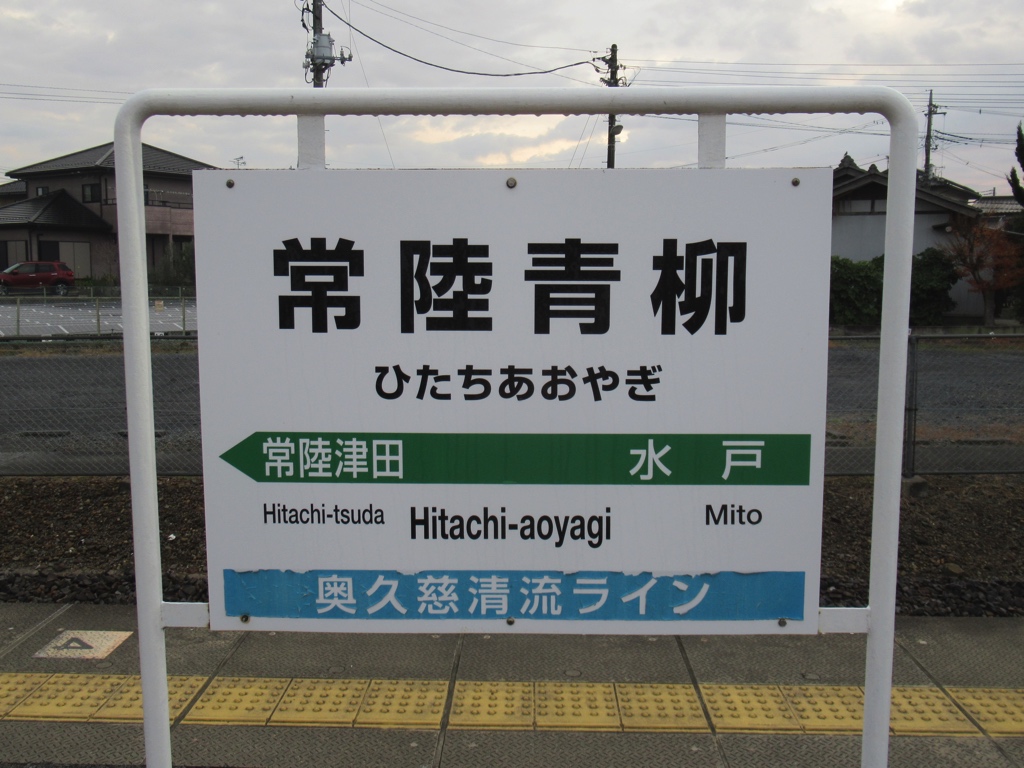 常陸青柳
ひたちあおやぎ
常陸津田 水戸
Hitachi-tsuda Hitachi-aoyagi Mito
奥久慈清流ライン
4